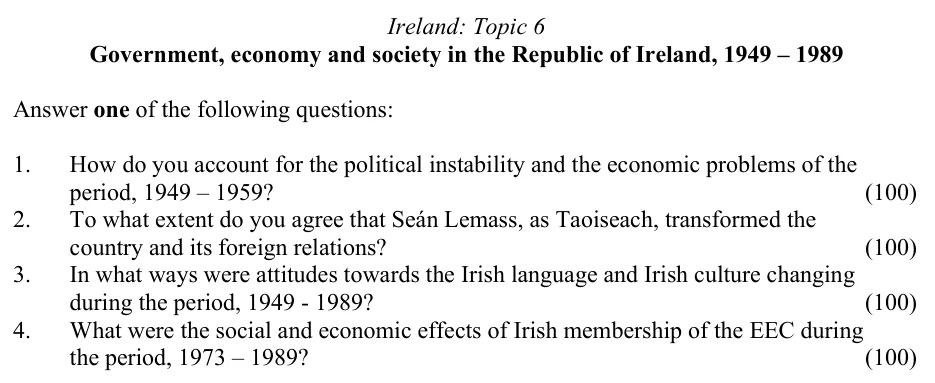 Ireland: Topic 6
Government, economy and society in the Republic of Ireland, 1949 – 1989
Answer one of the following questions:
1. How do you account for the political instability and the economic problems of the
period, 1949 – 1959? (100)
2. To what extent do you agree that Seán Lemass, as Taoiseach, transformed the
country and its foreign relations? (100)
3. In what ways were attitudes towards the Irish language and Irish culture changing
during the period, 1949 - 1989? (100)
4. What were the social and economic effects of Irish membership of the EEC during
the period, 1973 – 1989? (100)